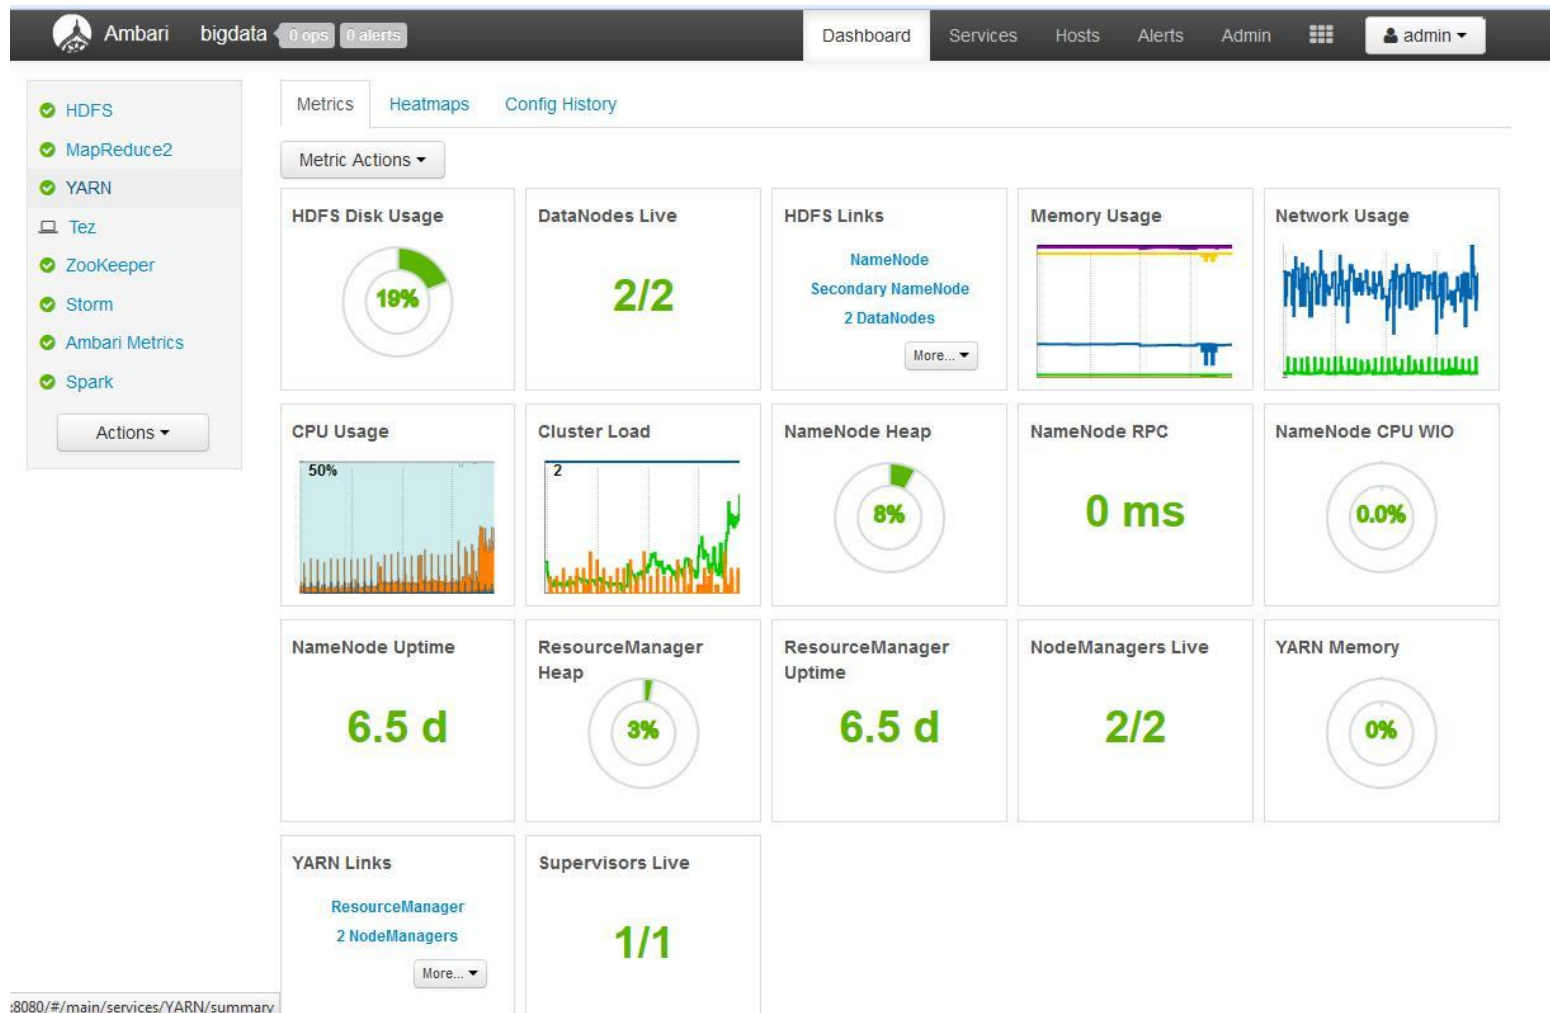 Ambari bigdata 0 ops 0 alerts Dashboard Services Hosts Alerts Admin admin
HDFS
MapReduce2
YARN
Tez
ZooKeeper
Storm
Ambari Metrics
Spark
Actions
Metrics Heatmaps Config History
Metric Actions
HDFS Disk Usage
19%
DataNodes Live
2/2
HDFS Links
NameNode
Secondary NameNode
2 DataNodes
More...
Memory Usage
Network Usage
CPU Usage
50%
Cluster Load
2
NameNode Heap
8%
NameNode RPC
0 ms
NameNode CPU WIO
0.0%
NameNode Uptime
6.5 d
ResourceManager
Heap
3%
ResourceManager
Uptime
6.5 d
NodeManagers Live
2/2
YARN Memory
0%
YARN Links
ResourceManager
2 NodeManagers
More...
Supervisors Live
1/1
:8080/#/main/services/YARN/summary